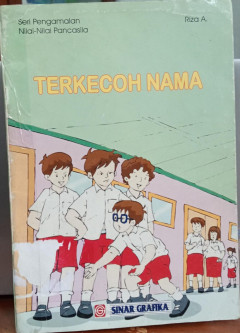 Seri Pengamalan
Nilai-Nilai Pancasila
Riza A.
TERKECOH NAMA
SINAR GRAFIKA